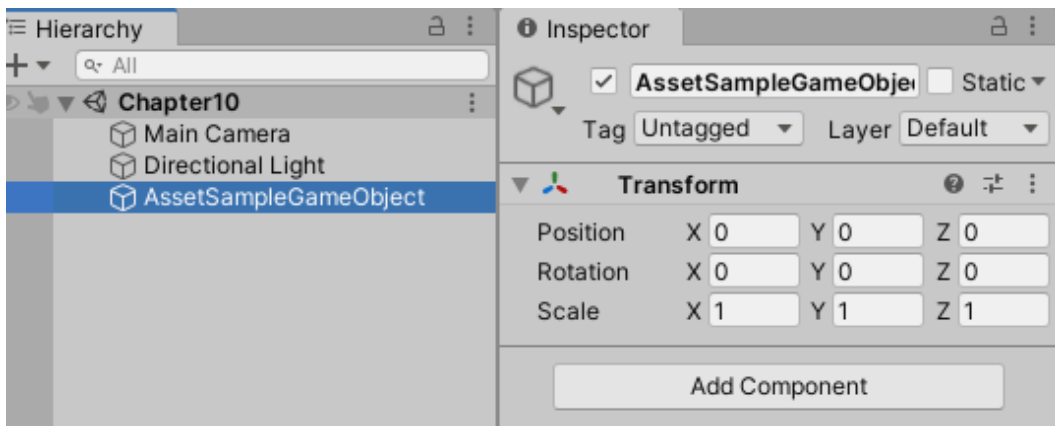 Hierarchy
All
Chapter10
Main Camera
Directional Light
AssetSampleGameObject
Inspector
AssetSampleGameObje
Static
Tag Untagged Layer Default
Transform
Position X 0 Y 0 Z 0
Rotation X 0 Y 0 Z 0
Scale X 1 Y 1 Z 1
Add Component